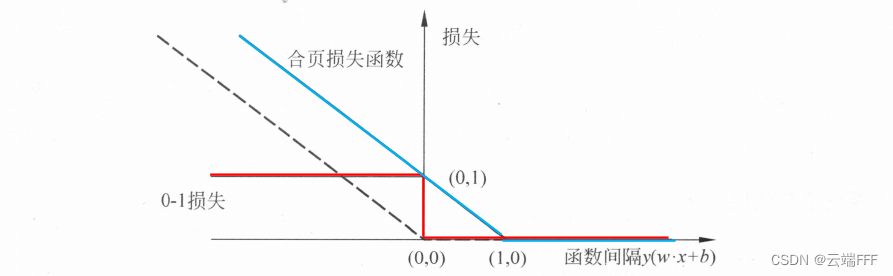 损失
合页损失函数
(0,1)
0-1损失
(0,0)
(1,0)
函数间隔y(w·x+b)
CSDN @云端FFF